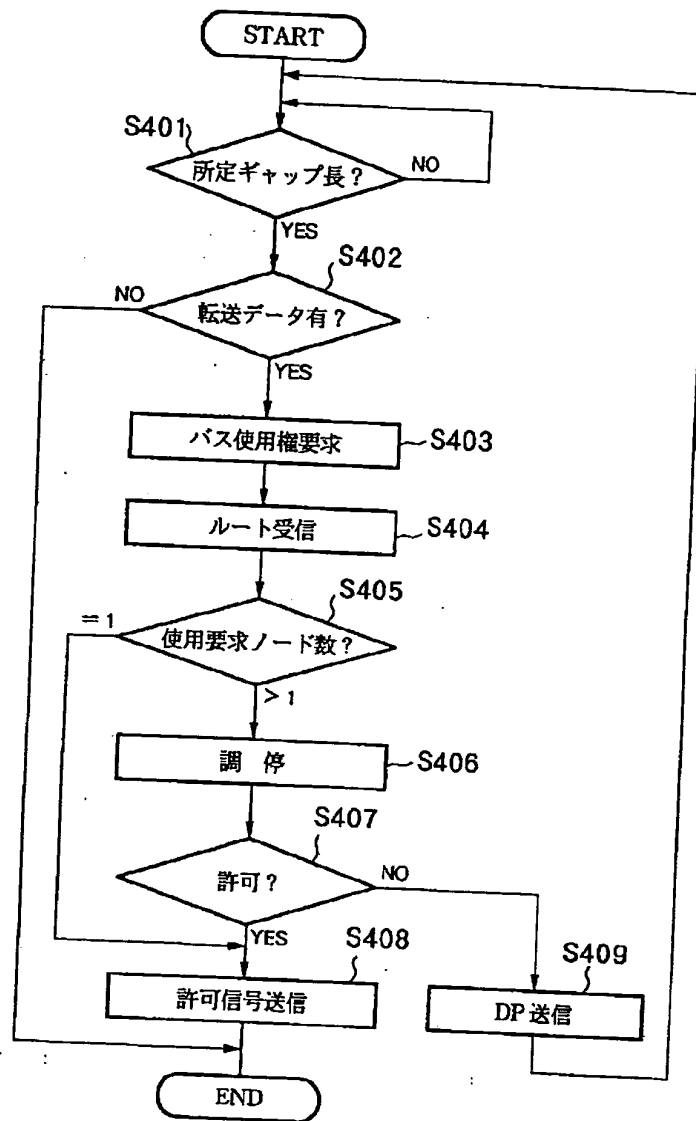 START
S401
所定ギャップ長?
NO
YES
S402
NO
転送データ有?
YES
バス使用権要求
S403
ルート受信
S404
S405
=1
使用要求ノード数?
>1
調 停
S406
S407
許可?
NO
YES
S408
許可信号送信
S409
DP送信
END